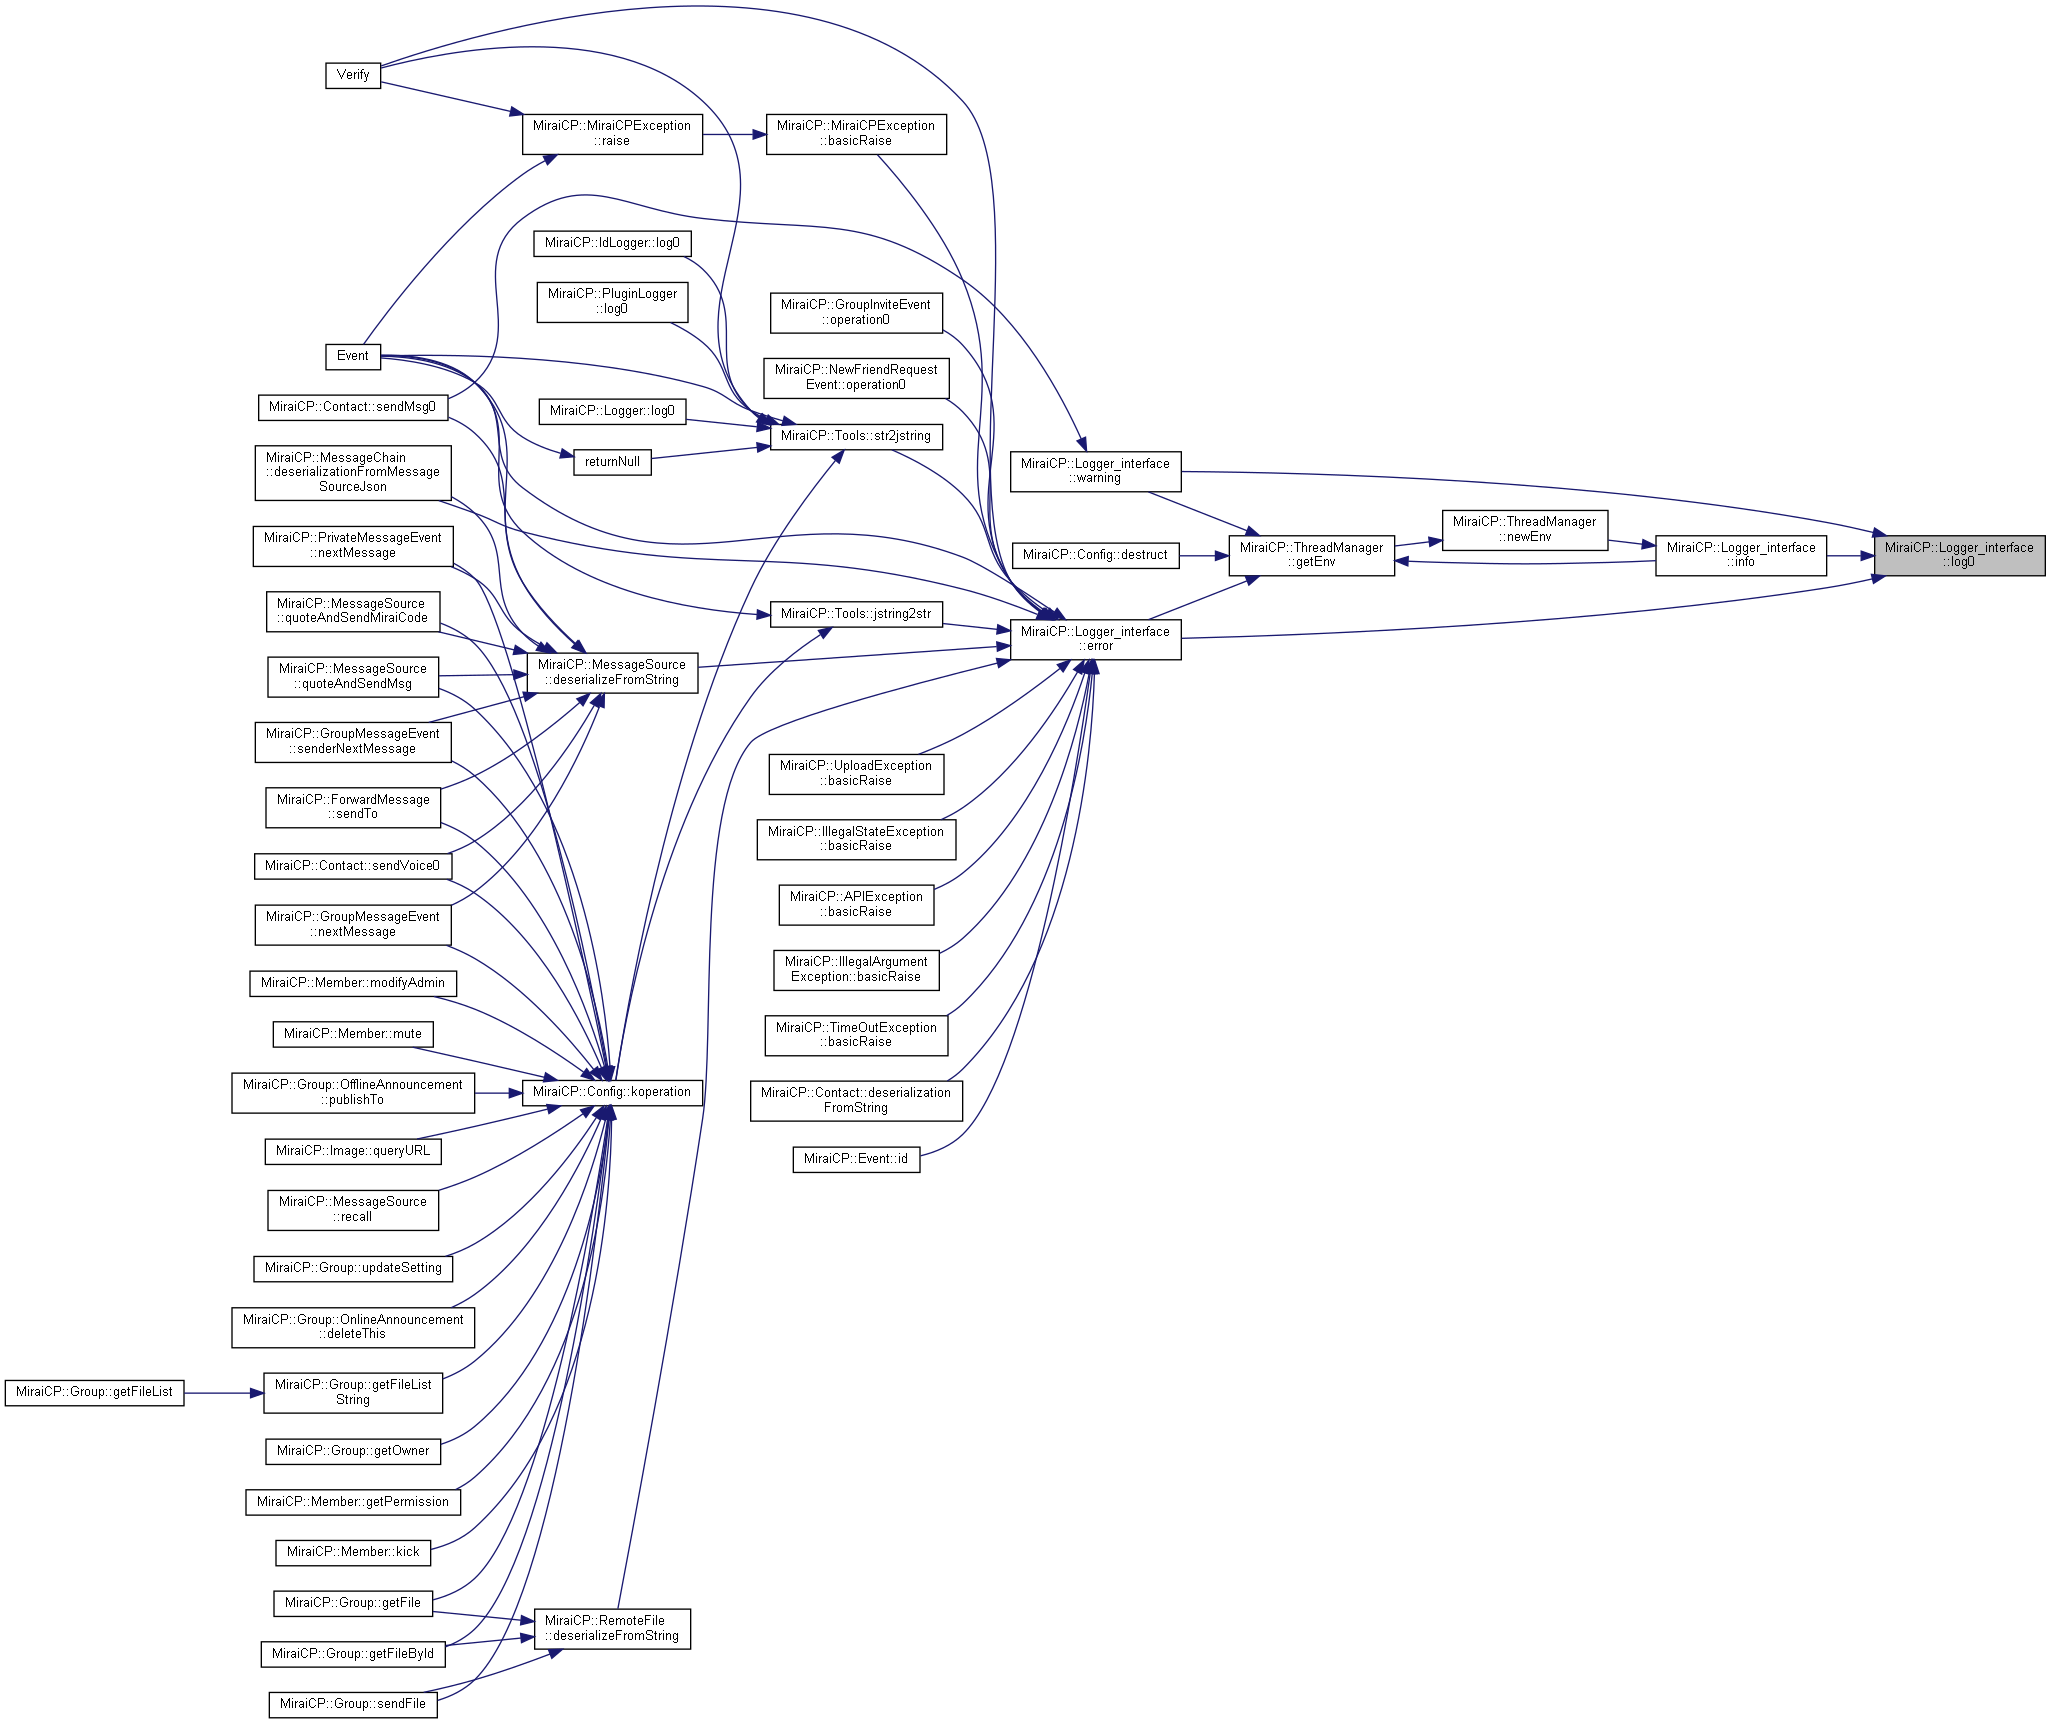 Verify
MiraiCP::MiraiCPException
::raise
MiraiCP::MiraiCPException
::basicRaise
MiraiCP::IdLogger::log0
MiraiCP::PluginLogger
::log0
MiraiCP::GroupInviteEvent
::operation0
Event
MiraiCP::NewFriendRequest
Event::operation0
MiraiCP::Contact::sendMsg0
MiraiCP::Logger::log0
MiraiCP::Tools::str2jstring
returnNull
MiraiCP::MessageChain
::deserializationFromMessage
SourceJson
MiraiCP::Logger_interface
::warning
MiraiCP::ThreadManager
::newEnv
MiraiCP::PrivateMessageEvent
::nextMessage
MiraiCP::Config::destruct
MiraiCP::ThreadManager
::getEnv
MiraiCP::Logger_interface
::info
MiraiCP::Logger_interface
::log0
MiraiCP::MessageSource
::quoteAndSendMiraiCode
MiraiCP::Tools::jstring2str
MiraiCP::Logger_interface
::error
MiraiCP::MessageSource
::quoteAndSendMsg
MiraiCP::MessageSource
::deserializeFromString
MiraiCP::GroupMessageEvent
::senderNextMessage
MiraiCP::UploadException
::basicRaise
MiraiCP::ForwardMessage
::sendTo
MiraiCP::IllegalStateException
::basicRaise
MiraiCP::Contact::sendVoice0
MiraiCP::APIException
::basicRaise
MiraiCP::GroupMessageEvent
::nextMessage
MiraiCP::IllegalArgument
Exception::basicRaise
MiraiCP::Member::modifyAdmin
MiraiCP::Member::mute
MiraiCP::TimeOutException
::basicRaise
MiraiCP::Group::OfflineAnnouncement
::publishTo
MiraiCP::Config::koperation
MiraiCP::Contact::deserialization
FromString
MiraiCP::Image::queryURL
MiraiCP::Event::id
MiraiCP::MessageSource
::recall
MiraiCP::Group::updateSetting
MiraiCP::Group::OnlineAnnouncement
::deleteThis
MiraiCP::Group::getFileList
MiraiCP::Group::getFileList
String
MiraiCP::Group::getOwner
MiraiCP::Member::getPermission
MiraiCP::Member::kick
MiraiCP::Group::getFile
MiraiCP::RemoteFile
::deserializeFromString
MiraiCP::Group::getFileById
MiraiCP::Group::sendFile